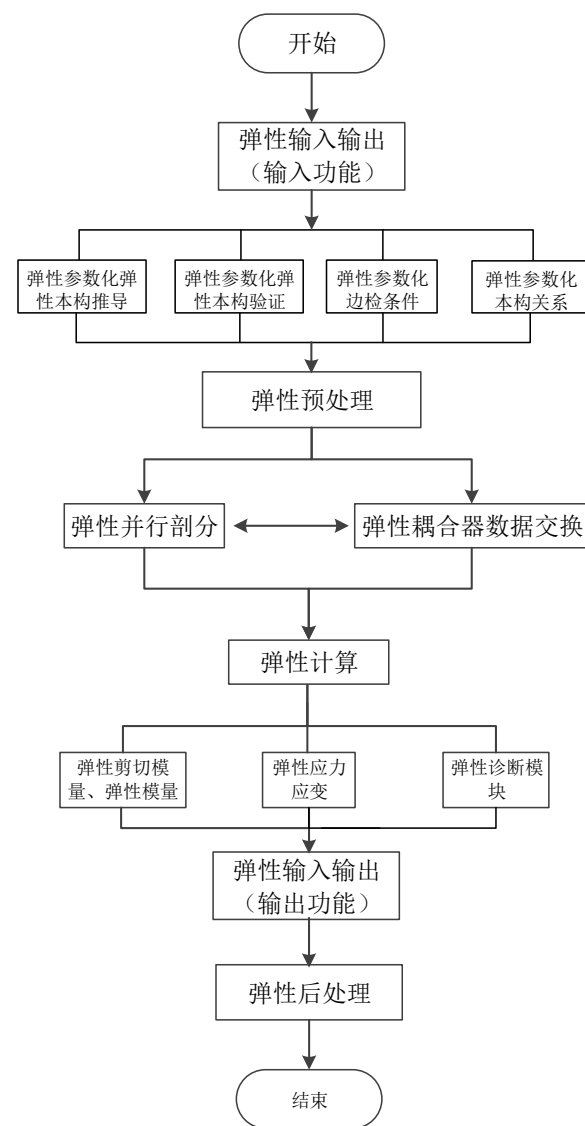 开始
弹性输入输出
（输入功能）
弹性参数化弹
性本构推导
弹性参数化弹
性本构验证
弹性参数化
边检条件
弹性参数化
本构关系
弹性预处理
弹性并行剖分
弹性耦合器数据交换
弹性计算
弹性剪切模
量、弹性模量
弹性应力
应变
弹性诊断模
块
弹性输入输出
（输出功能）
弹性后处理
结束